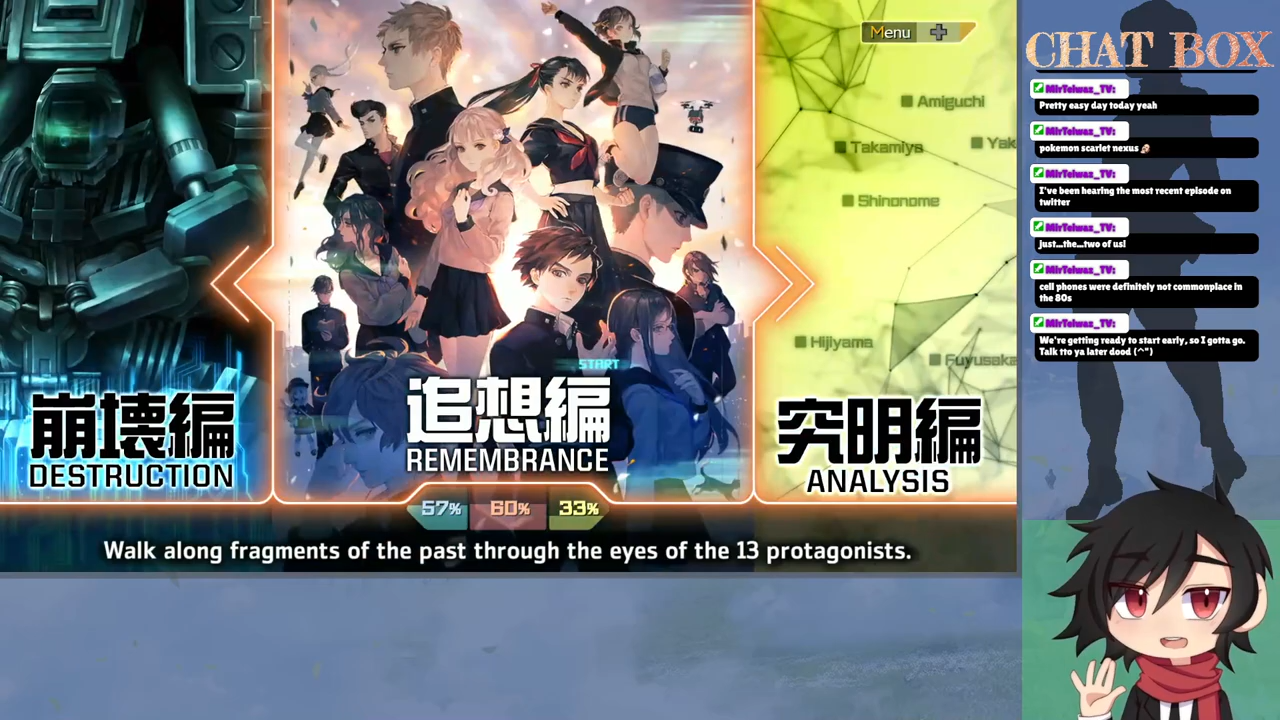 Menu
Amiguchi
Takamiya
Yak
Shinonome
Hijiyama
Fuyusaka
崩壊編
DESTRUCTION
START
追想編
REMEMBRANCE
究明編
ANALYSIS
57% 60% 33%
Walk along fragments of the past through the eyes of the 13 protagonists.
CHAT BOX
MirTelwaz_TV:
Pretty easy day today yeah
MirTelwaz_TV:
pokemon scarlet nexus
MirTelwaz_TV:
I've been hearing the most recent episode on
twitter
MirTelwaz_TV:
just...the...two of us!
MirTelwaz_TV:
cell phones were definitely not commonplace in
the 80s
MirTelwaz_TV:
We're getting ready to start early, so I gotta go.
Talk tto ya later dood (^")